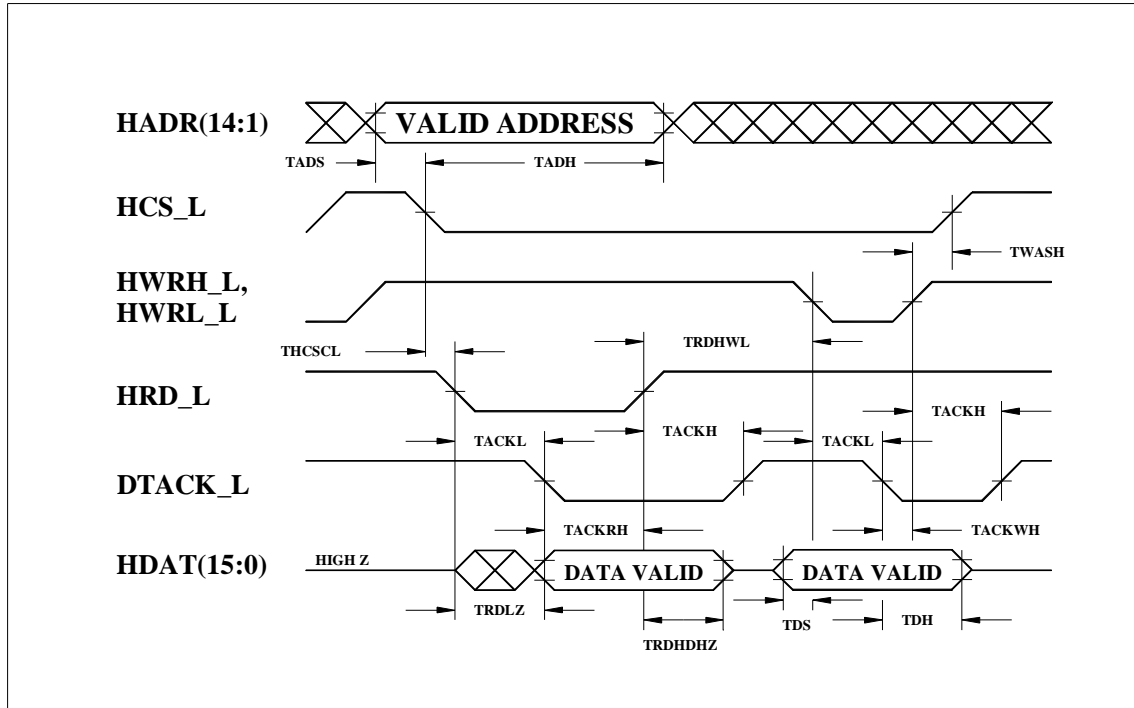 HADR(14:1)
VALID ADDRESS
TADS
TADH
HCS_L
TWASH
HWRH_L,
HWRL_L
THCSCL
TRDHWL
HRD_L
TACKH
TACKL
TACKH
TACKL
DTACK_L
TACKRH
TACKWH
HDAT(15:0)
HIGH Z
DATA VALID
DATA VALID
TRDLZ
TDS
TDH
TRDHDHZ